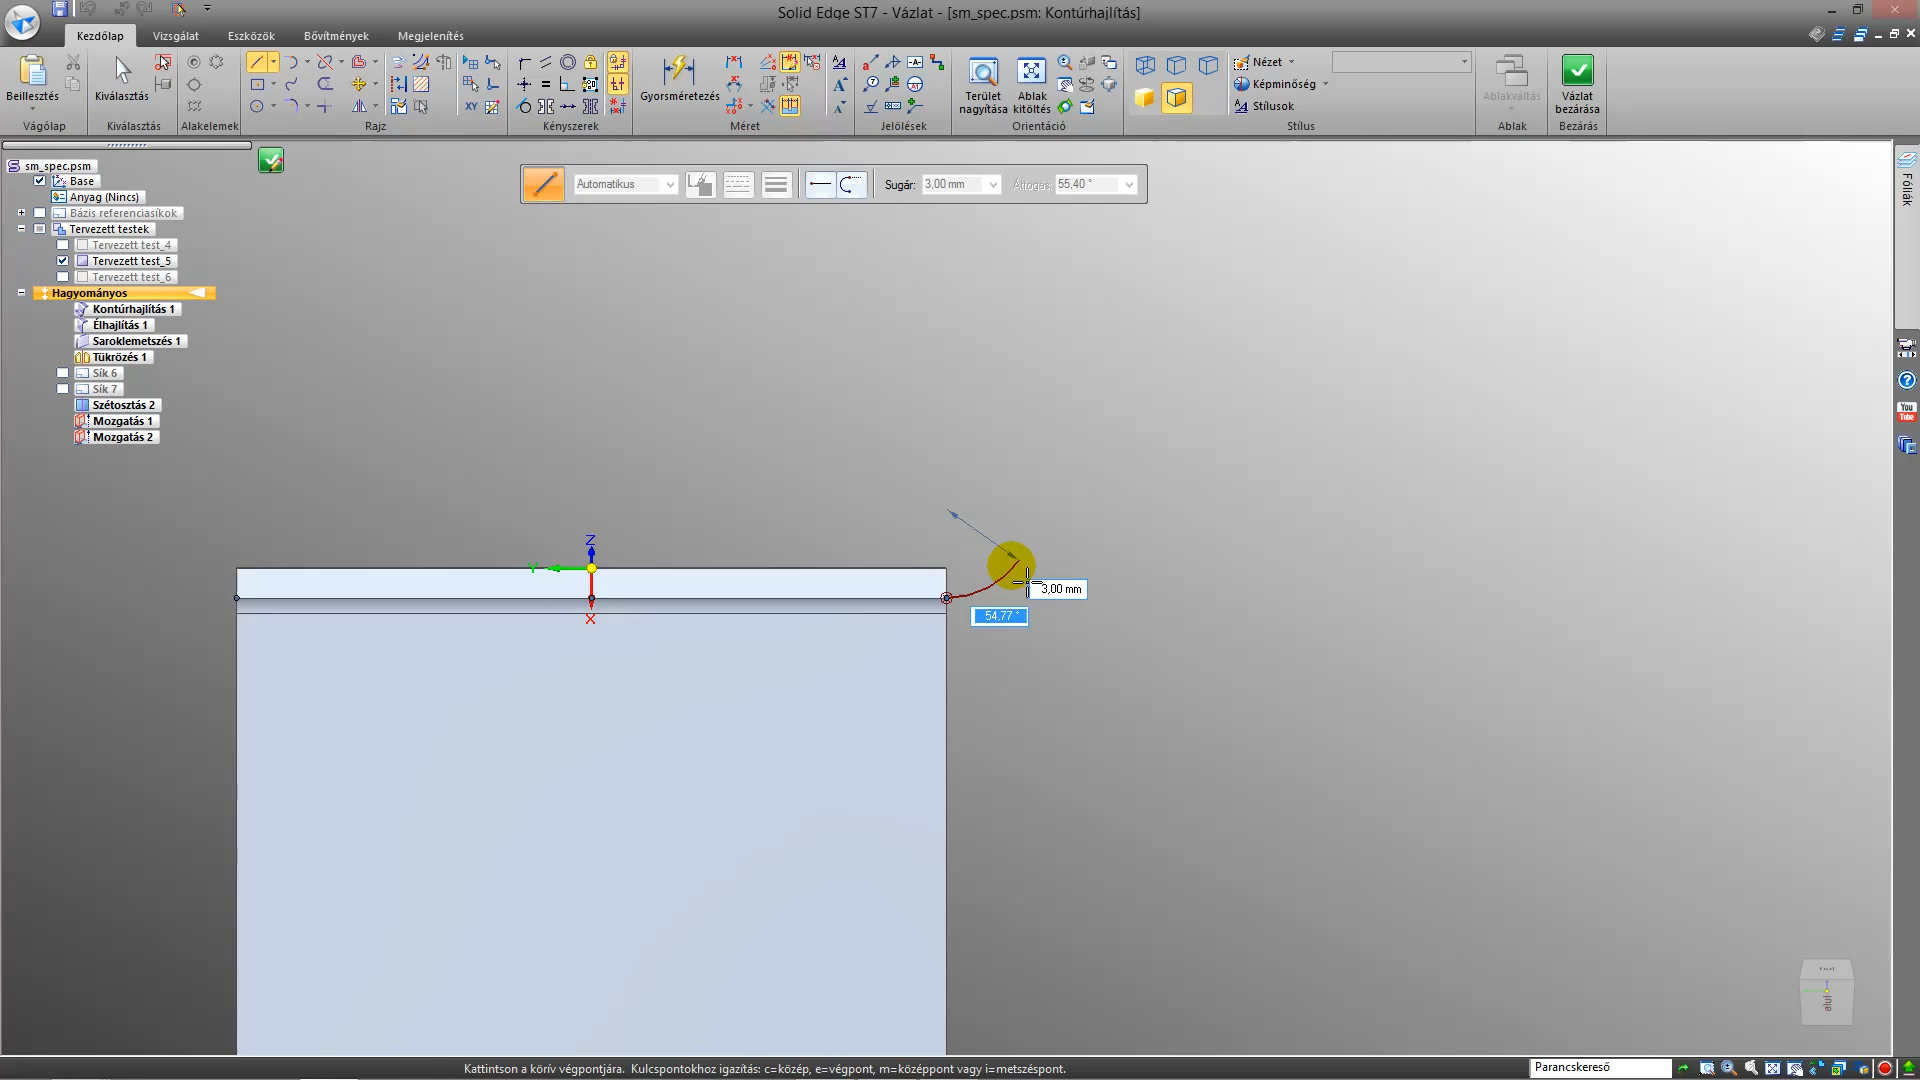 Solid Edge ST7 - Vázlat - [sm_spec.psm: Kontúrhajlítás]
Kezdőlap
Vizsgálat
Eszközök
Bővítmények
Megjelenítés
Beillesztés
Kiválasztás
Gyorsméretezés
Terület nagyítása
Ablak kitöltés
Nézet
Képminőség
Stílusok
Ablakváltás
Vázlat bezárása
Vágólap
Kiválasztás
Alakelemek
Rajz
Kényszerek
Méret
Jelölések
Orientáció
Stílus
Ablak
Bezárás
sm_spec.psm
Base
Anyag (Nincs)
Bázis referenciasíkok
Tervezett testek
Tervezett test_4
Tervezett test_5
Tervezett test_6
Hagyományos
Kontúrhajlítás 1
Élhajlítás 1
Saroklemetszés 1
Tükrözés 1
Sík 6
Sík 7
Szétosztás 2
Mozgatás 1
Mozgatás 2
Automatikus
Sugár: 3,00 mm
Átfogás: 55,40 °
Fóliák
You Tube
Z
Y
X
3,00 mm
54,77 °
alul
Kattintson a körív végpontjára. Kulcspontokhoz igazítás: c=közép, e=végpont, m=középpont vagy i=metszéspont.
Parancskereső